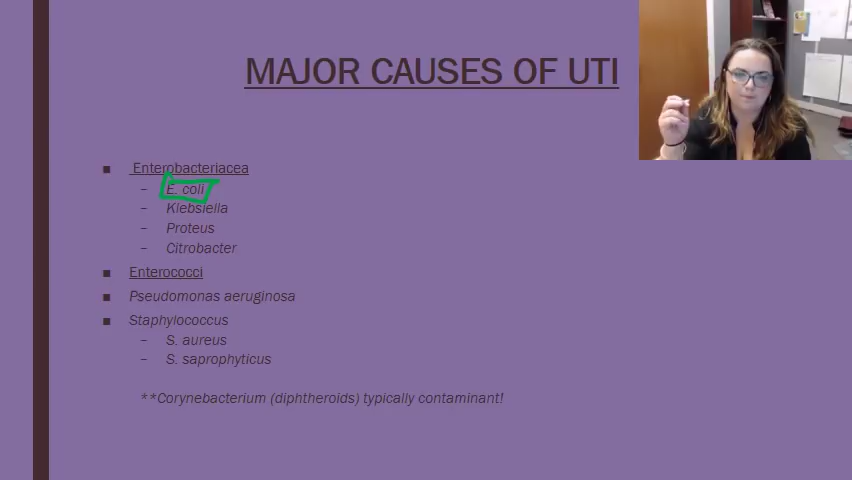 MAJOR CAUSES OF UTI
■ Enterobacteriacea
– E. coli
– Klebsiella
– Proteus
– Citrobacter
■ Enterococci
■ Pseudomonas aeruginosa
■ Staphylococcus
– S. aureus
– S. saprophyticus
**Corynebacterium (diphtheroids) typically contaminant!